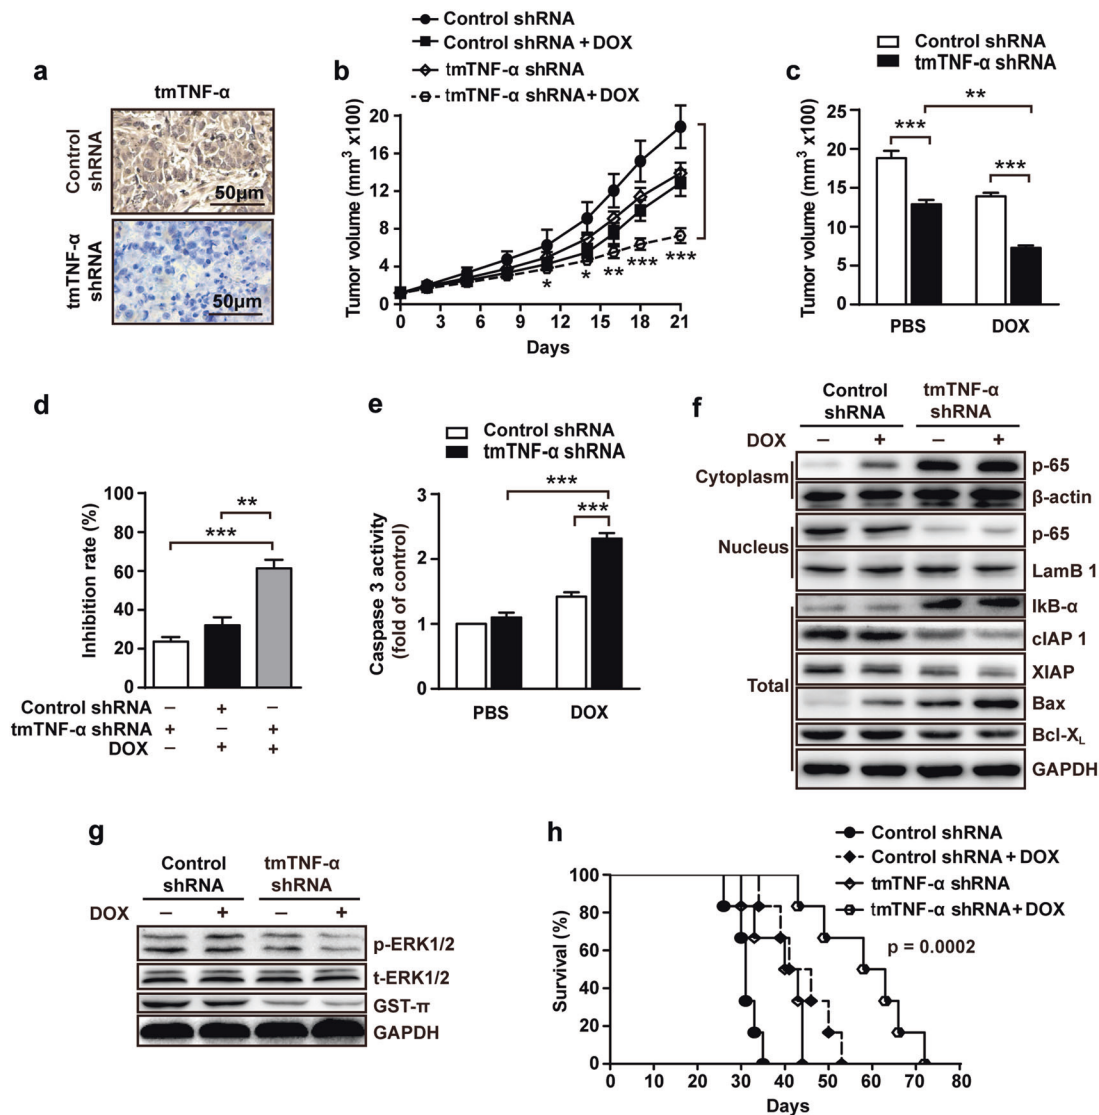 a
tmTNF-α
Control
shRNA
50μm
tmTNF-α
shRNA
50μm
b
Control shRNA
Control shRNA + DOX
tmTNF-α shRNA
tmTNF-α shRNA + DOX
Tumor volume (mm³ x100)
20
16
12
8
4
0
* * ** *** ***
0 3 6 9 12 15 18 21
Days
c
Control shRNA
tmTNF-α shRNA
Tumor volume (mm³ x100)
25
20
15
10
5
0
**
***
***
PBS DOX
d
Inhibition rate (%)
100
80
60
40
20
0
**
***
Control shRNA – + –
tmTNF-α shRNA + – +
DOX – + +
e
Control shRNA
tmTNF-α shRNA
Caspase 3 activity
(fold of control)
3
2
1
0
***
***
PBS DOX
f
Control
shRNA
tmTNF-α
shRNA
DOX – + – +
Cytoplasm
p-65
β-actin
Nucleus
p-65
LamB 1
Total
IkB-α
cIAP 1
XIAP
Bax
Bcl-X_L
GAPDH
g
Control
shRNA
tmTNF-α
shRNA
DOX – + – +
p-ERK1/2
t-ERK1/2
GST-π
GAPDH
h
Control shRNA
Control shRNA + DOX
tmTNF-α shRNA
tmTNF-α shRNA + DOX
p = 0.0002
Survival (%)
100
80
60
40
20
0
0 10 20 30 40 50 60 70 80
Days